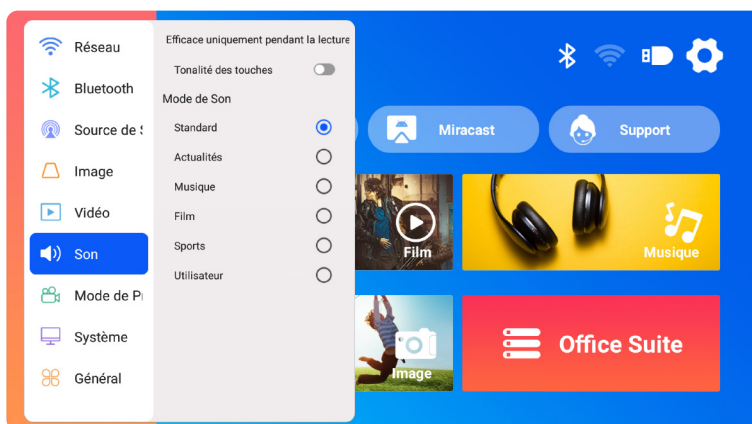 Réseau
Bluetooth
Source de
Image
Vidéo
Son
Mode de
Système
Général
Efficace uniquement pendant la lecture
Tonalité des touches
Mode de Son
Standard
Actualités
Musique
Film
Sports
Utilisateur
Miracast
Support
Film
Musique
Image
Office Suite